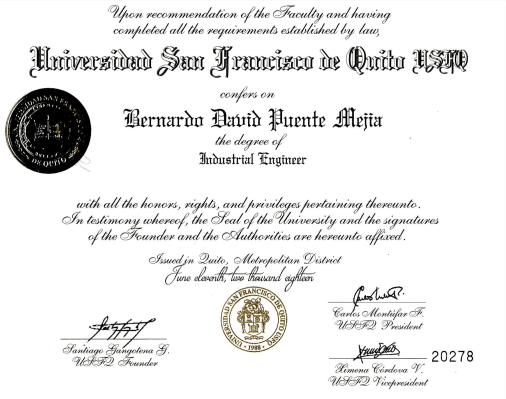 Upon recommendation of the Faculty and having
completed all the requirements established by law,
Universidad San Francisco de Quito USFQ
confers on
Bernardo David Puente Mejia
the degree of
Industrial Engineer
with all the honors, rights, and privileges pertaining thereunto.
In testimony whereof, the Seal of the University and the signatures
of the Founder and the Authorities are hereunto affixed.
Issued in Quito, Metropolitan District
June eleventh, two thousand eighteen
UNIVERSIDAD SAN FRANCISCO DE QUITO USFQ
• 1988 •
Santiago Gangotena G.
USFQ Founder
Carlos Montúfar F.
USFQ President
20278
Ximena Córdova V.
USFQ Vicepresident